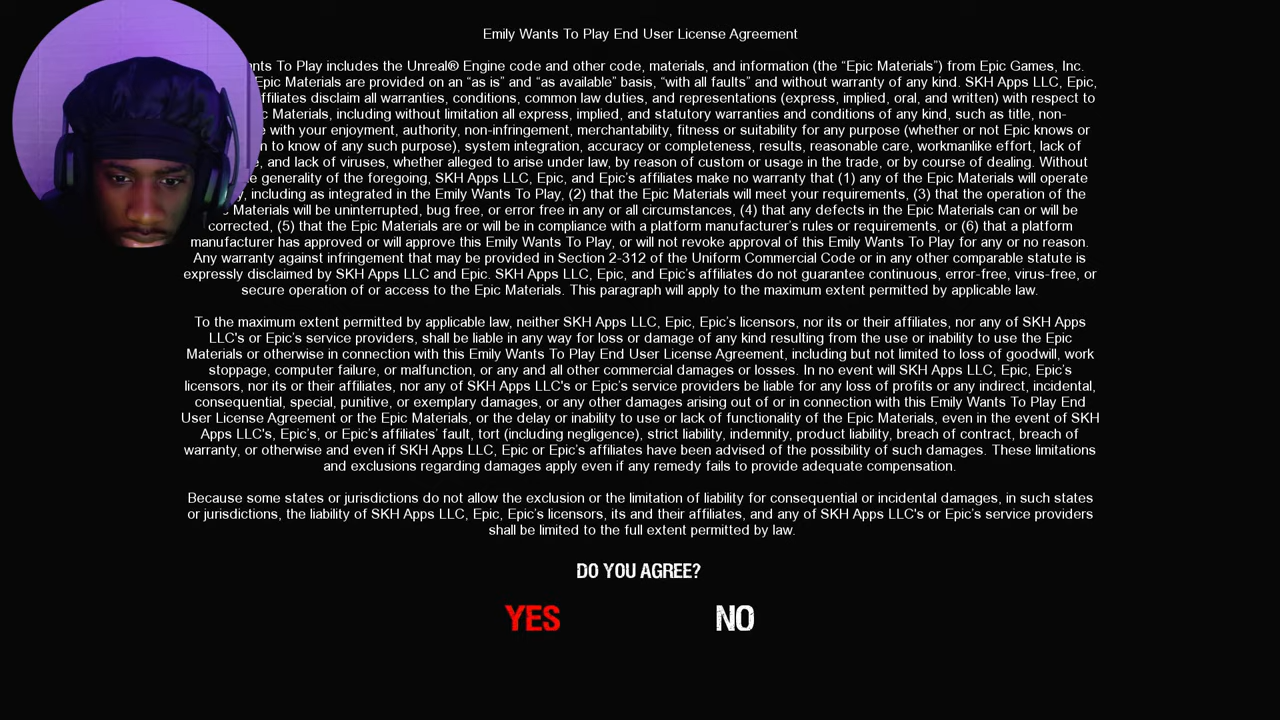 Emily Wants To Play End User License Agreement
Wants To Play includes the Unreal® Engine code and other code, materials, and information (the “Epic Materials”) from Epic Games, Inc.
Epic Materials are provided on an “as is” and “as available” basis, “with all faults” and without warranty of any kind. SKH Apps LLC, Epic,
affiliates disclaim all warranties, conditions, common law duties, and representations (express, implied, oral, and written) with respect to
Materials, including without limitation all express, implied, and statutory warranties and conditions of any kind, such as title, non-
with your enjoyment, authority, non-infringement, merchantability, fitness or suitability for any purpose (whether or not Epic knows or
to know of any such purpose), system integration, accuracy or completeness, results, reasonable care, workmanlike effort, lack of
and lack of viruses, whether alleged to arise under law, by reason of custom or usage in the trade, or by course of dealing. Without
generality of the foregoing, SKH Apps LLC, Epic, and Epic’s affiliates make no warranty that (1) any of the Epic Materials will operate
including as integrated in the Emily Wants To Play, (2) that the Epic Materials will meet your requirements, (3) that the operation of the
Materials will be uninterrupted, bug free, or error free in any or all circumstances, (4) that any defects in the Epic Materials can or will be
corrected, (5) that the Epic Materials are or will be in compliance with a platform manufacturer’s rules or requirements, or (6) that a platform
manufacturer has approved or will approve this Emily Wants To Play, or will not revoke approval of this Emily Wants To Play for any or no reason.
Any warranty against infringement that may be provided in Section 2-312 of the Uniform Commercial Code or in any other comparable statute is
expressly disclaimed by SKH Apps LLC and Epic. SKH Apps LLC, Epic, and Epic’s affiliates do not guarantee continuous, error-free, virus-free, or
secure operation of or access to the Epic Materials. This paragraph will apply to the maximum extent permitted by applicable law.
To the maximum extent permitted by applicable law, neither SKH Apps LLC, Epic, Epic’s licensors, nor its or their affiliates, nor any of SKH Apps
LLC's or Epic’s service providers, shall be liable in any way for loss or damage of any kind resulting from the use or inability to use the Epic
Materials or otherwise in connection with this Emily Wants To Play End User License Agreement, including but not limited to loss of goodwill, work
stoppage, computer failure, or malfunction, or any and all other commercial damages or losses. In no event will SKH Apps LLC, Epic, Epic’s
licensors, nor its or their affiliates, nor any of SKH Apps LLC's or Epic’s service providers be liable for any loss of profits or any indirect, incidental,
consequential, special, punitive, or exemplary damages, or any other damages arising out of or in connection with this Emily Wants To Play End
User License Agreement or the Epic Materials, or the delay or inability to use or lack of functionality of the Epic Materials, even in the event of SKH
Apps LLC's, Epic’s, or Epic’s affiliates’ fault, tort (including negligence), strict liability, indemnity, product liability, breach of contract, breach of
warranty, or otherwise and even if SKH Apps LLC, Epic or Epic’s affiliates have been advised of the possibility of such damages. These limitations
and exclusions regarding damages apply even if any remedy fails to provide adequate compensation.
Because some states or jurisdictions do not allow the exclusion or the limitation of liability for consequential or incidental damages, in such states
or jurisdictions, the liability of SKH Apps LLC, Epic, Epic’s licensors, its and their affiliates, and any of SKH Apps LLC's or Epic’s service providers
shall be limited to the full extent permitted by law.
DO YOU AGREE?
YES NO